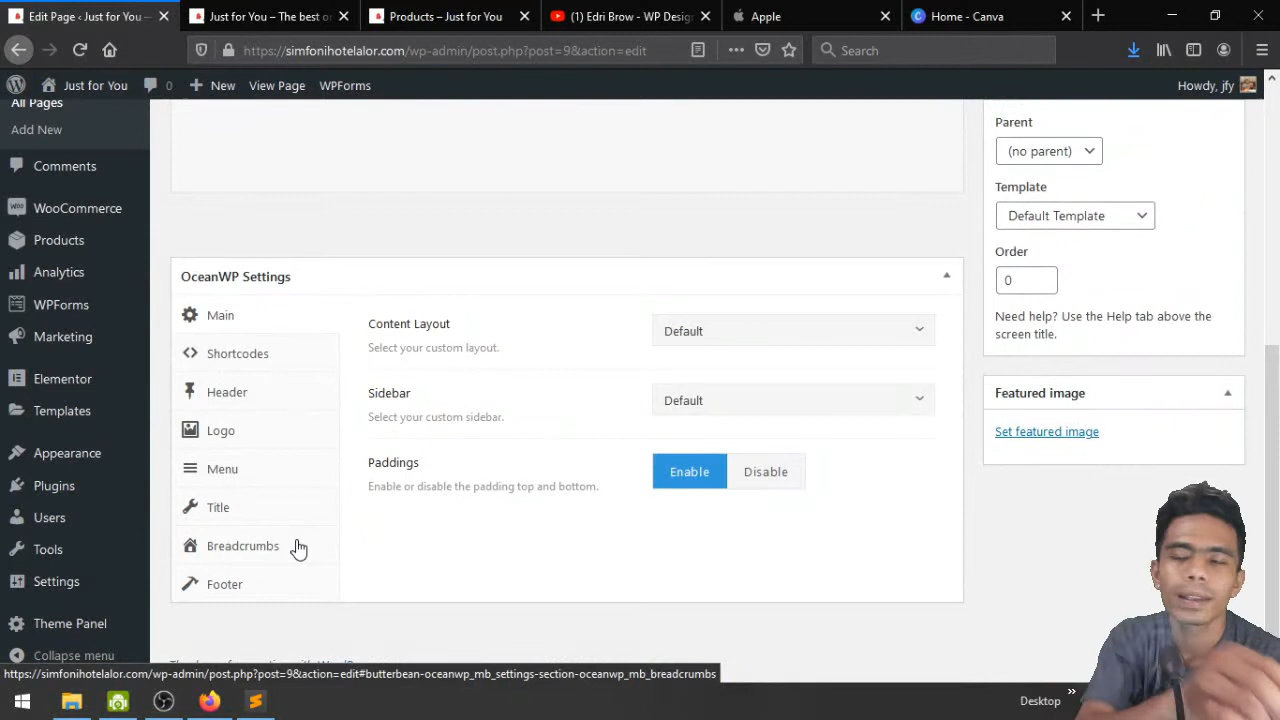 Edit Page ‹ Just for You —
Just for You – The best or
Products – Just for You
(1) Edri Brow - WP Desig
Apple
Home - Canva
https://simfonihotelalor.com/wp-admin/post.php?post=9&action=edit
Search
Just for You
0
New
View Page
WPForms
Howdy, jfy
All Pages
Add New
Comments
WooCommerce
Products
Analytics
WPForms
Marketing
Elementor
Templates
Appearance
Plugins
Users
Tools
Settings
Theme Panel
Collapse menu
OceanWP Settings
Main
Shortcodes
Header
Logo
Menu
Title
Breadcrumbs
Footer
Content Layout
Select your custom layout.
Default
Sidebar
Select your custom sidebar.
Default
Paddings
Enable or disable the padding top and bottom.
Enable
Disable
Parent
(no parent)
Template
Default Template
Order
0
Need help? Use the Help tab above the
screen title.
Featured image
Set featured image
https://simfonihotelalor.com/wp-admin/post.php?post=9&action=edit#butterbean-oceanwp_mb_settings-section-oceanwp_mb_breadcrumbs
Desktop